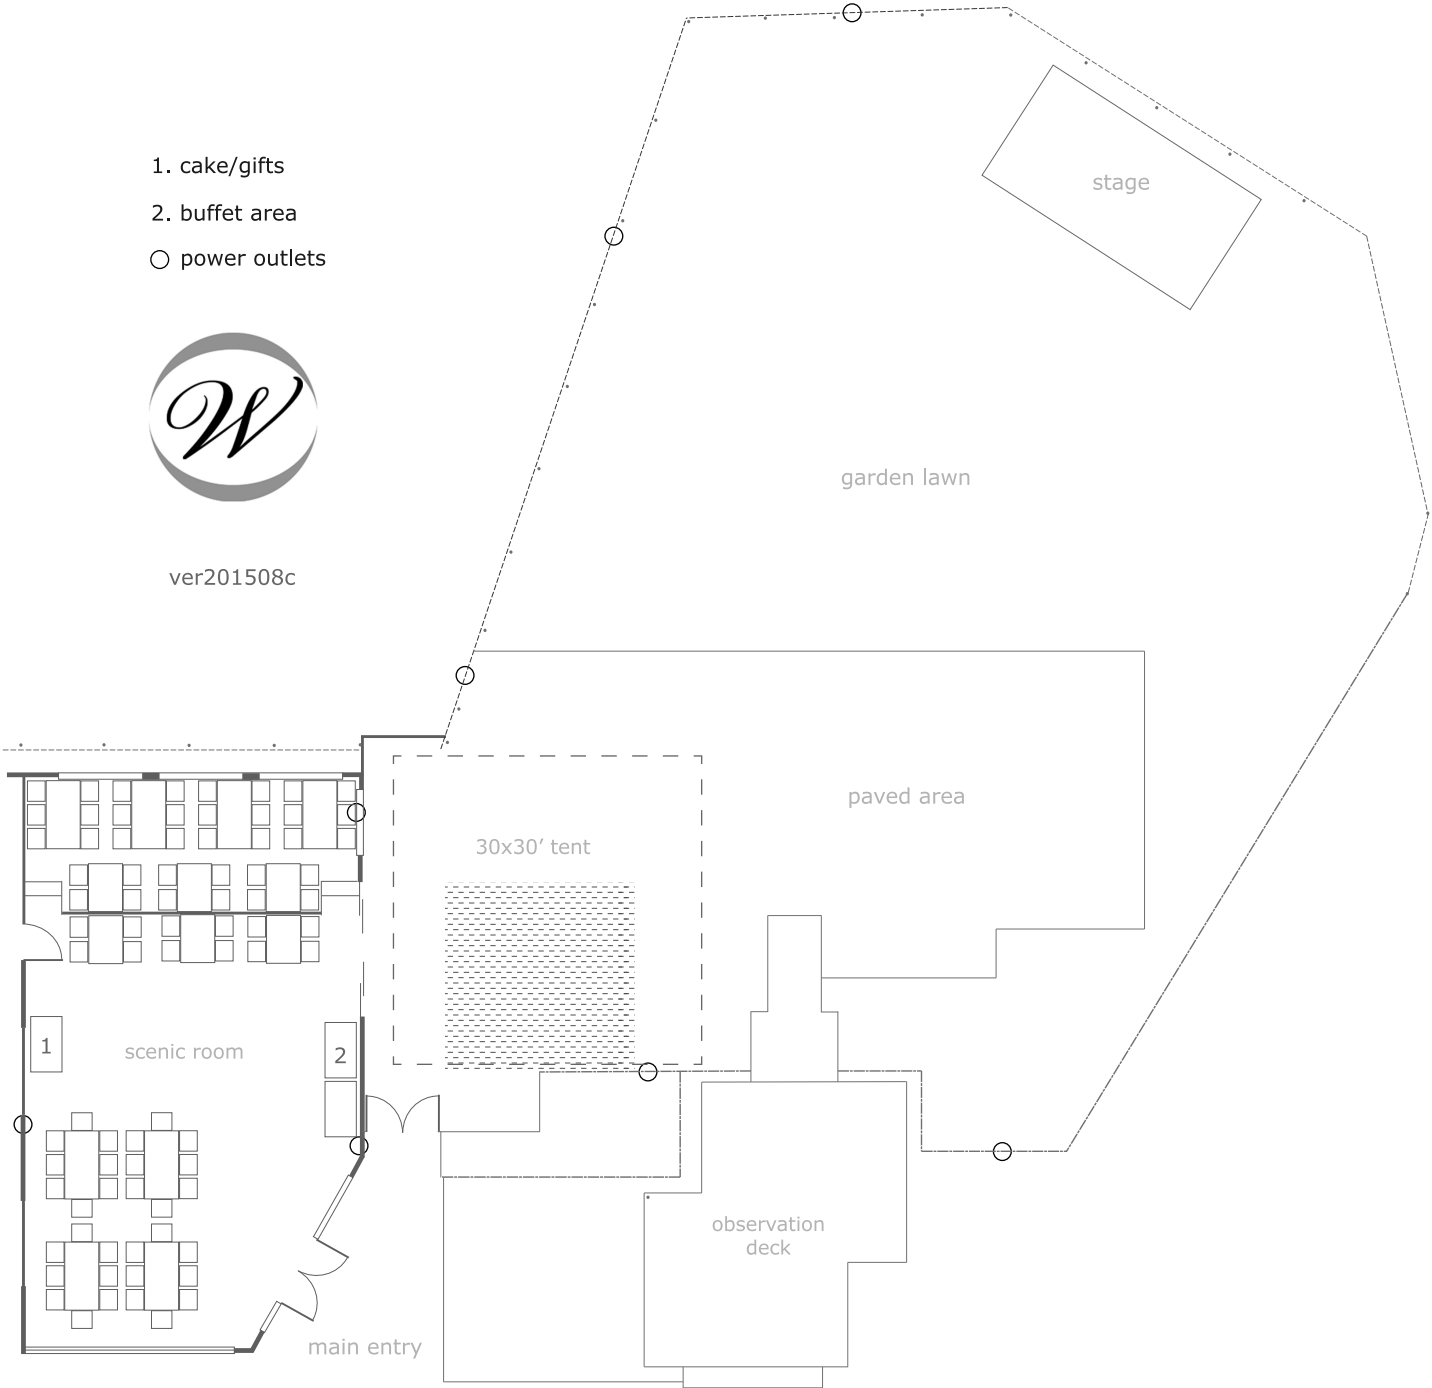 1. cake/gifts
2. buffet area
power outlets
W
ver201508c
stage
garden lawn
paved area
30x30′ tent
1
scenic room
2
observation
deck
main entry